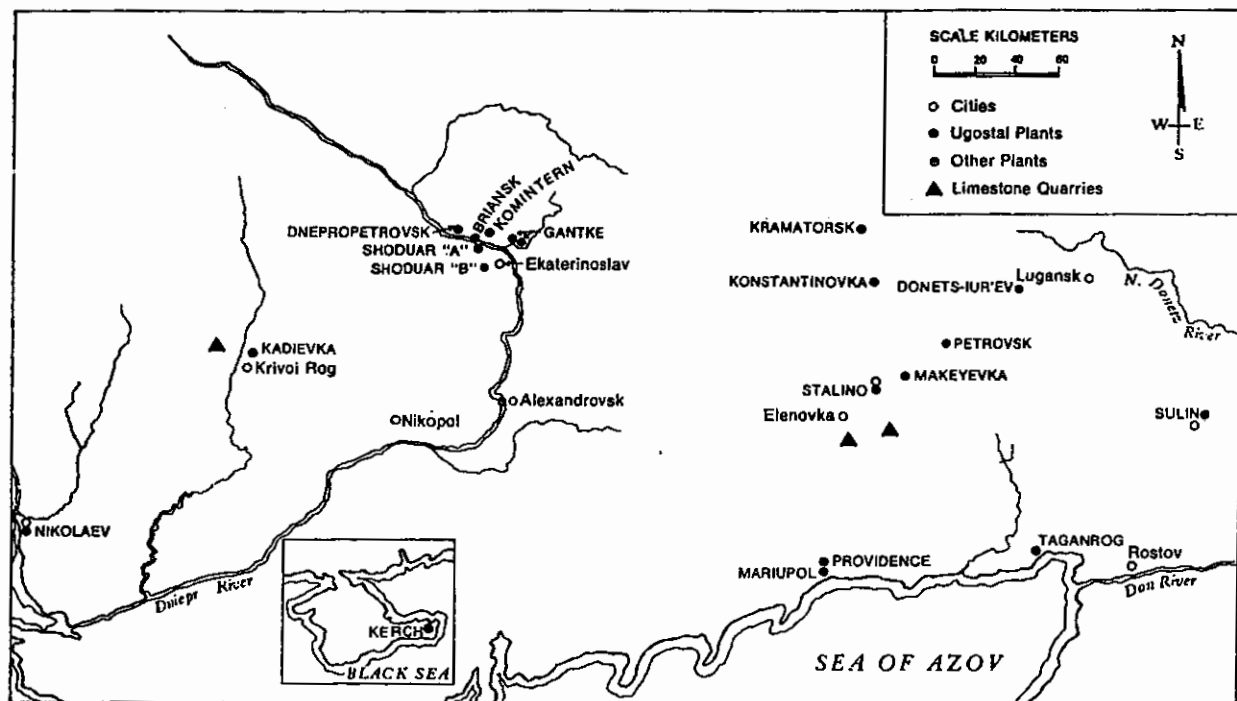 SCALE KILOMETERS
0 20 40 60
N
W E
S
Cities
Ugostal Plants
Other Plants
Limestone Quarries
BRIANSK
KOMINTERN
DNEPROPETROVSK
GANTKE
SHODUAR "A"
SHODUAR "B"
Ekaterinoslav
KRAMATORSK
KONSTANTINOVKA
DONETS-IUR'EV
Lugansk
N. Donetz
River
KADIEVKA
Krivoi Rog
PETROVSK
MAKEYEVKA
STALINO
Nikopol
Alexandrovsk
Elenovka
SULIN
NIKOLAEV
TAGANROG
Rostov
PROVIDENCE
MARIUPOL
Don River
Dniepr River
KERCH
BLACK SEA
SEA OF AZOV